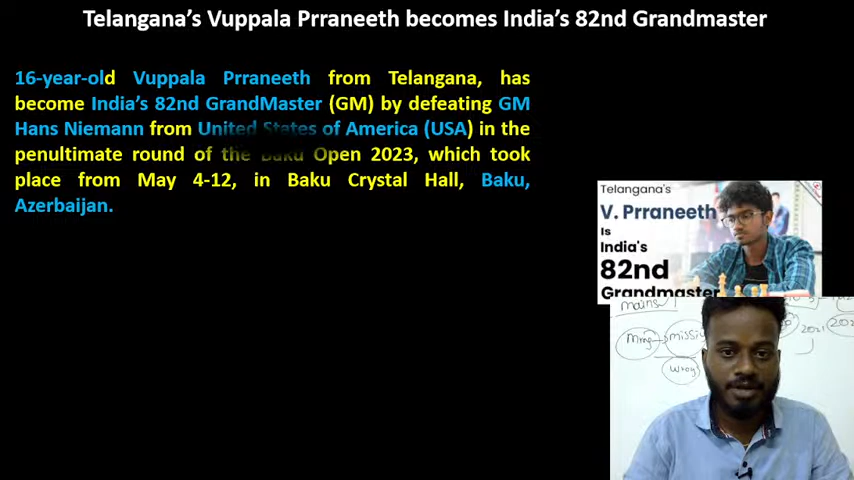 Telangana's Vuppala Prraneeth becomes India's 82nd Grandmaster
16-year-old Vuppala Prraneeth from Telangana, has
become India's 82nd GrandMaster (GM) by defeating GM
Hans Niemann from United States of America (USA) in the
penultimate round of the Baku Open 2023, which took
place from May 4-12, in Baku Crystal Hall, Baku,
Azerbaijan.
Telangana's
V. Prraneeth
Is
India's
82nd
Grandmaster
mains
2021